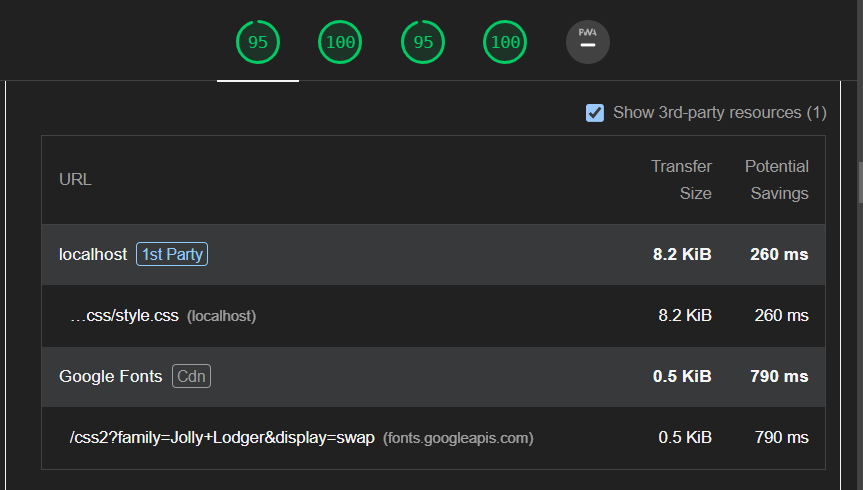 95 100 95 100 PWA
Show 3rd-party resources (1)
URL Transfer Size Potential Savings
localhost 1st Party 8.2 KiB 260 ms
…css/style.css (localhost) 8.2 KiB 260 ms
Google Fonts Cdn 0.5 KiB 790 ms
/css2?family=Jolly+Lodger&display=swap (fonts.googleapis.com) 0.5 KiB 790 ms